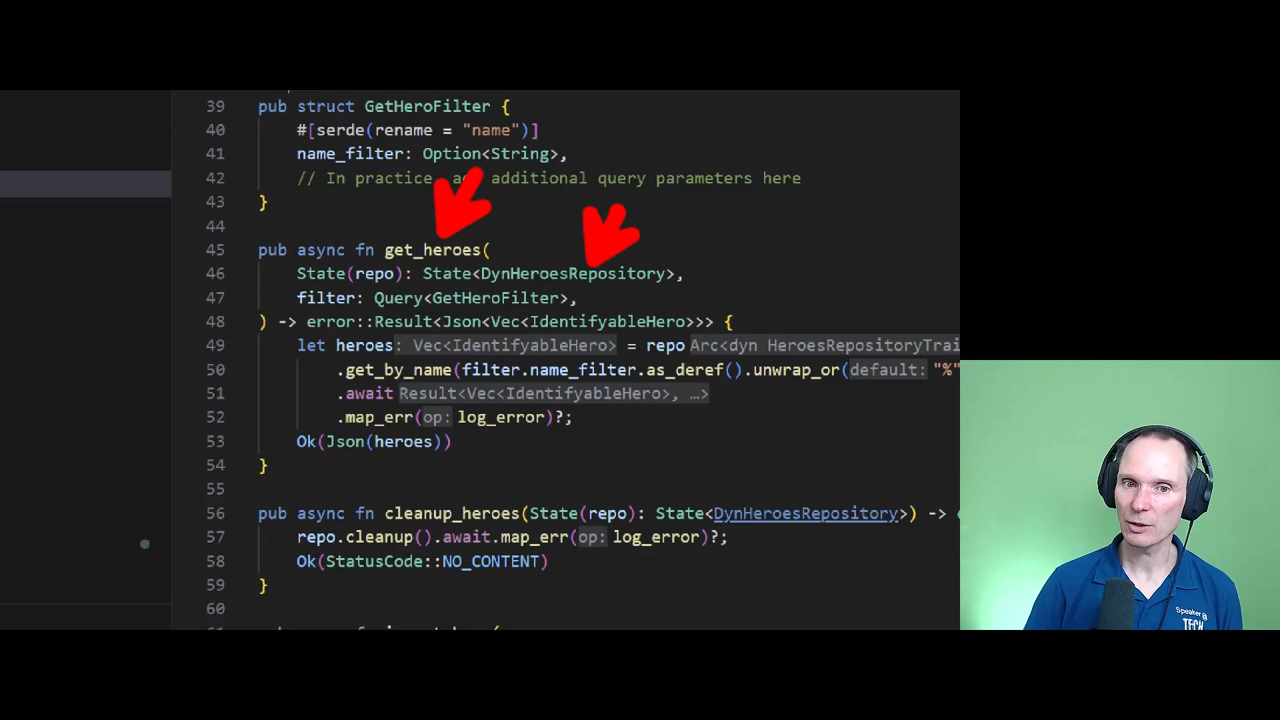 39 pub struct GetHeroFilter {
40 #[serde(rename = "name")]
41 name_filter: Option<String>,
42 // In practice, additional query parameters here
43 }
44
45 pub async fn get_heroes(
46 State(repo): State<DynHeroesRepository>,
47 filter: Query<GetHeroFilter>,
48 ) -> error::Result<Json<Vec<IdentifyableHero>>> {
49 let heroes: Vec<IdentifyableHero> = repo Arc<dyn HeroesRepositoryTrai
50 .get_by_name(filter.name_filter.as_deref().unwrap_or(default: "%"
51 .await Result<Vec<IdentifyableHero>, …>
52 .map_err(op: log_error)?;
53 Ok(Json(heroes))
54 }
55
56 pub async fn cleanup_heroes(State(repo): State<DynHeroesRepository>) ->
57 repo.cleanup().await.map_err(op: log_error)?;
58 Ok(StatusCode::NO_CONTENT)
59 }
60
Speaker @
TECH